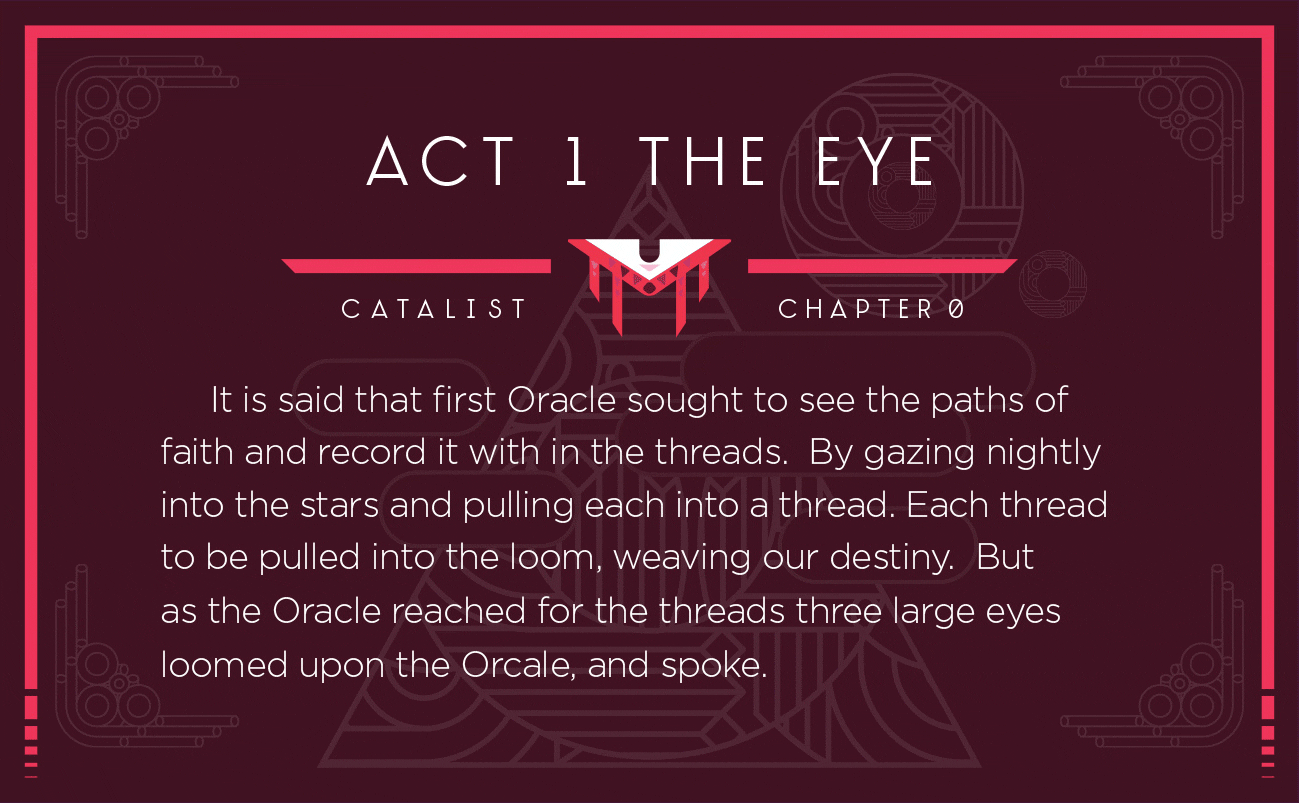 ACT 1 THE EYE
CATALIST
CHAPTER 0
It is said that first Oracle sought to see the paths of
faith and record it with in the threads.  By gazing nightly
into the stars and pulling each into a thread. Each thread
to be pulled into the loom, weaving our destiny.  But
as the Oracle reached for the threads three large eyes
loomed upon the Orcale, and spoke.